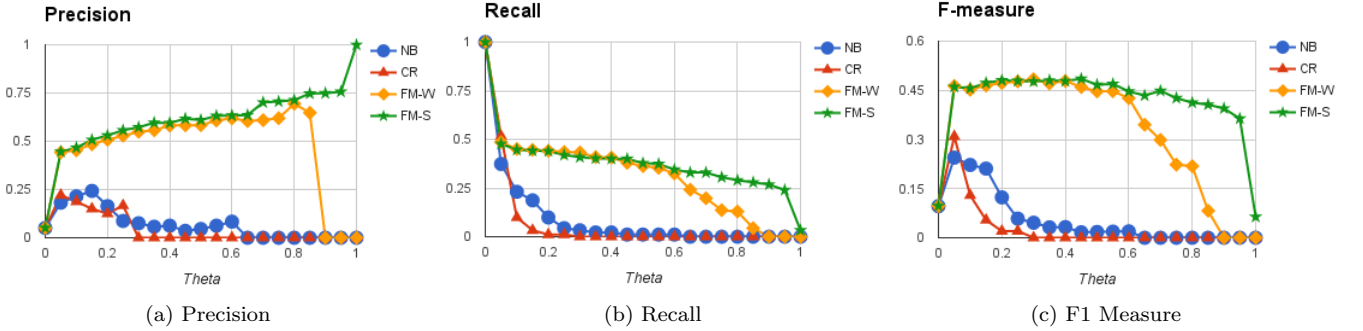 Precision
1
0.75
0.5
0.25
0
0 0.2 0.4 0.6 0.8 1
Theta
NB
CR
FM-W
FM-S
(a) Precision
Recall
1
0.75
0.5
0.25
0
0 0.2 0.4 0.6 0.8 1
Theta
NB
CR
FM-W
FM-S
(b) Recall
F-measure
0.6
0.45
0.3
0.15
0
0 0.2 0.4 0.6 0.8 1
Theta
NB
CR
FM-W
FM-S
(c) F1 Measure